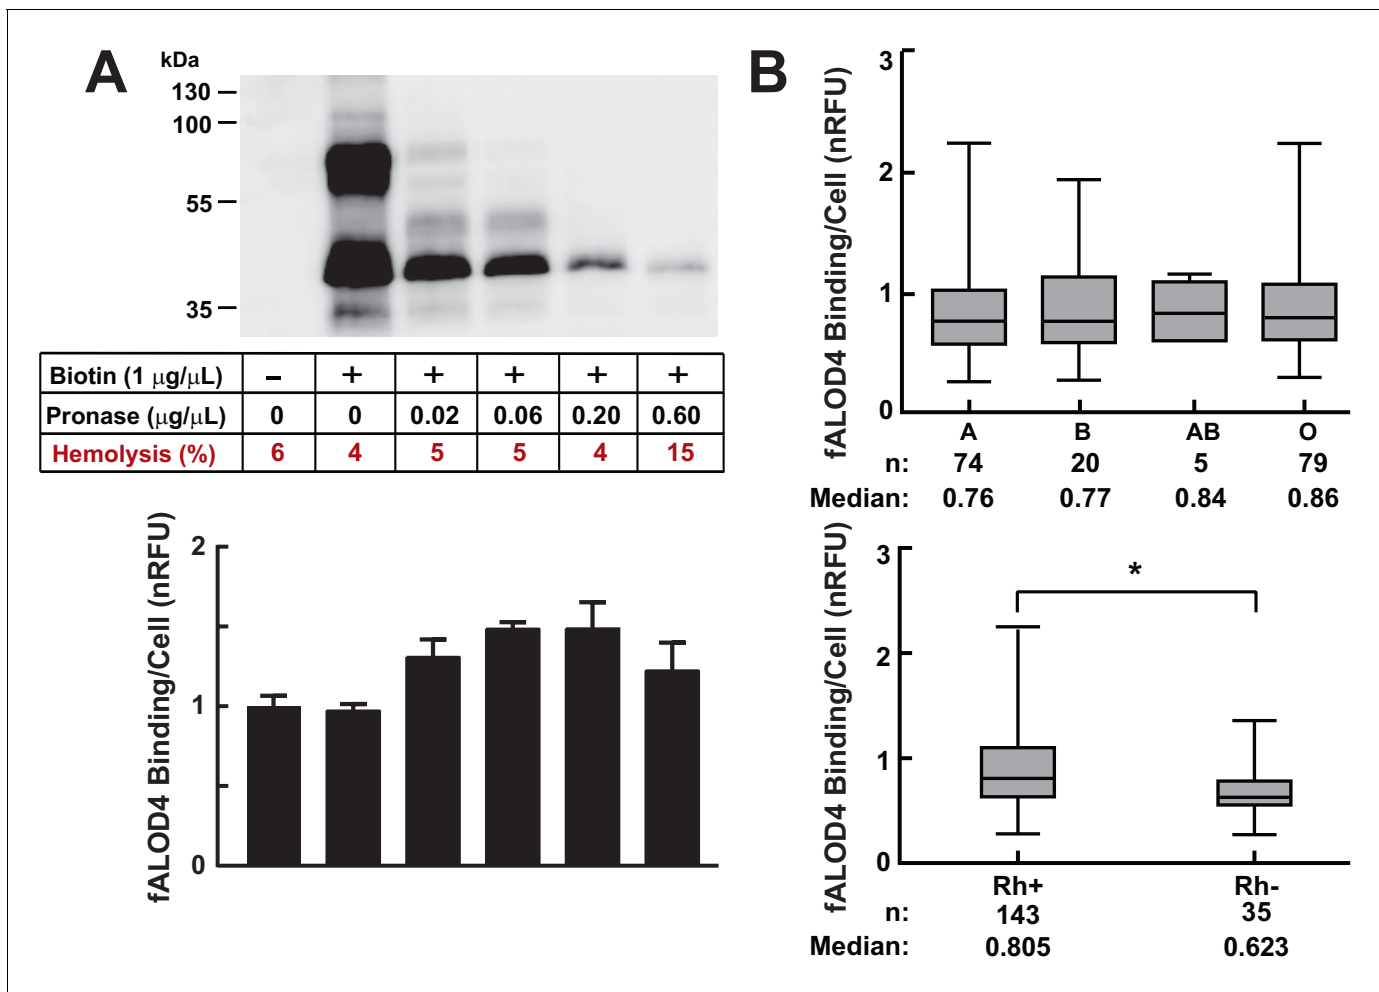 A
kDa
130
100
55
35
Biotin (1 μg/μL) – + + + + +
Pronase (μg/μL) 0 0 0.02 0.06 0.20 0.60
Hemolysis (%) 6 4 5 5 4 15
fALOD4 Binding/Cell (nRFU)
2
1
0
B
fALOD4 Binding/Cell (nRFU)
3
2
1
0
A B AB O
n: 74 20 5 79
Median: 0.76 0.77 0.84 0.86
fALOD4 Binding/Cell (nRFU)
3
2
1
0
*
Rh+ Rh-
n: 143 35
Median: 0.805 0.623